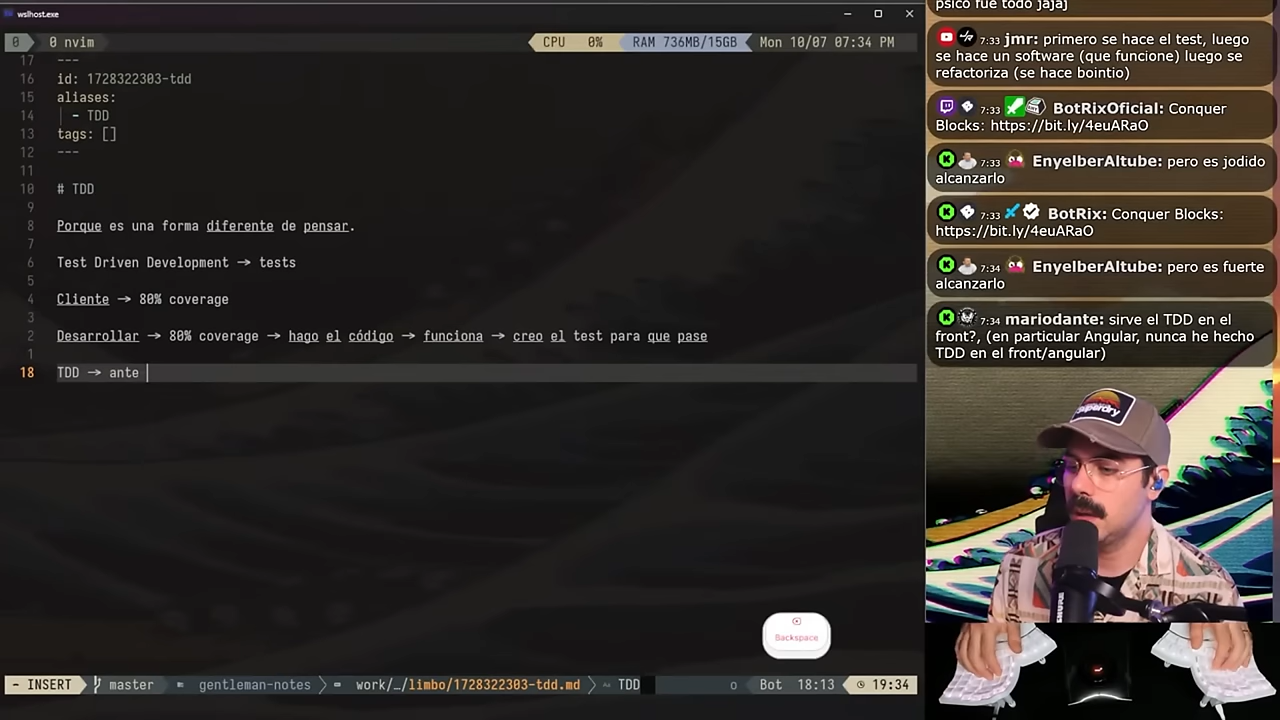 wslhost.exe
0 0 nvim CPU 0% RAM 736MB/15GB Mon 10/07 07:34 PM
17 ---
16 id: 1728322303-tdd
15 aliases:
14 - TDD
13 tags: []
12 ---
11
10 # TDD
9
8 Porque es una forma diferente de pensar.
7
6 Test Driven Development → tests
5
4 Cliente → 80% coverage
3
2 Desarrollar → 80% coverage → hago el código → funciona → creo el test para que pase
1
18 TDD → ante
Backspace
- INSERT master gentleman-notes work/…/limbo/1728322303-tdd.md TDD o Bot 18:13 19:34
psico fue todo jajaj
7:33 jmr: primero se hace el test, luego
se hace un software (que funcione) luego se
refactoriza (se hace bointio)
7:33 BotRixOficial: Conquer
Blocks: https://bit.ly/4euARaO
7:33 EnyelberAltube: pero es jodido
alcanzarlo
7:33 BotRix: Conquer Blocks:
https://bit.ly/4euARaO
7:34 EnyelberAltube: pero es fuerte
alcanzarlo
7:34 mariodante: sirve el TDD en el
front?, (en particular Angular, nunca he hecho
TDD en el front/angular)
Superdry